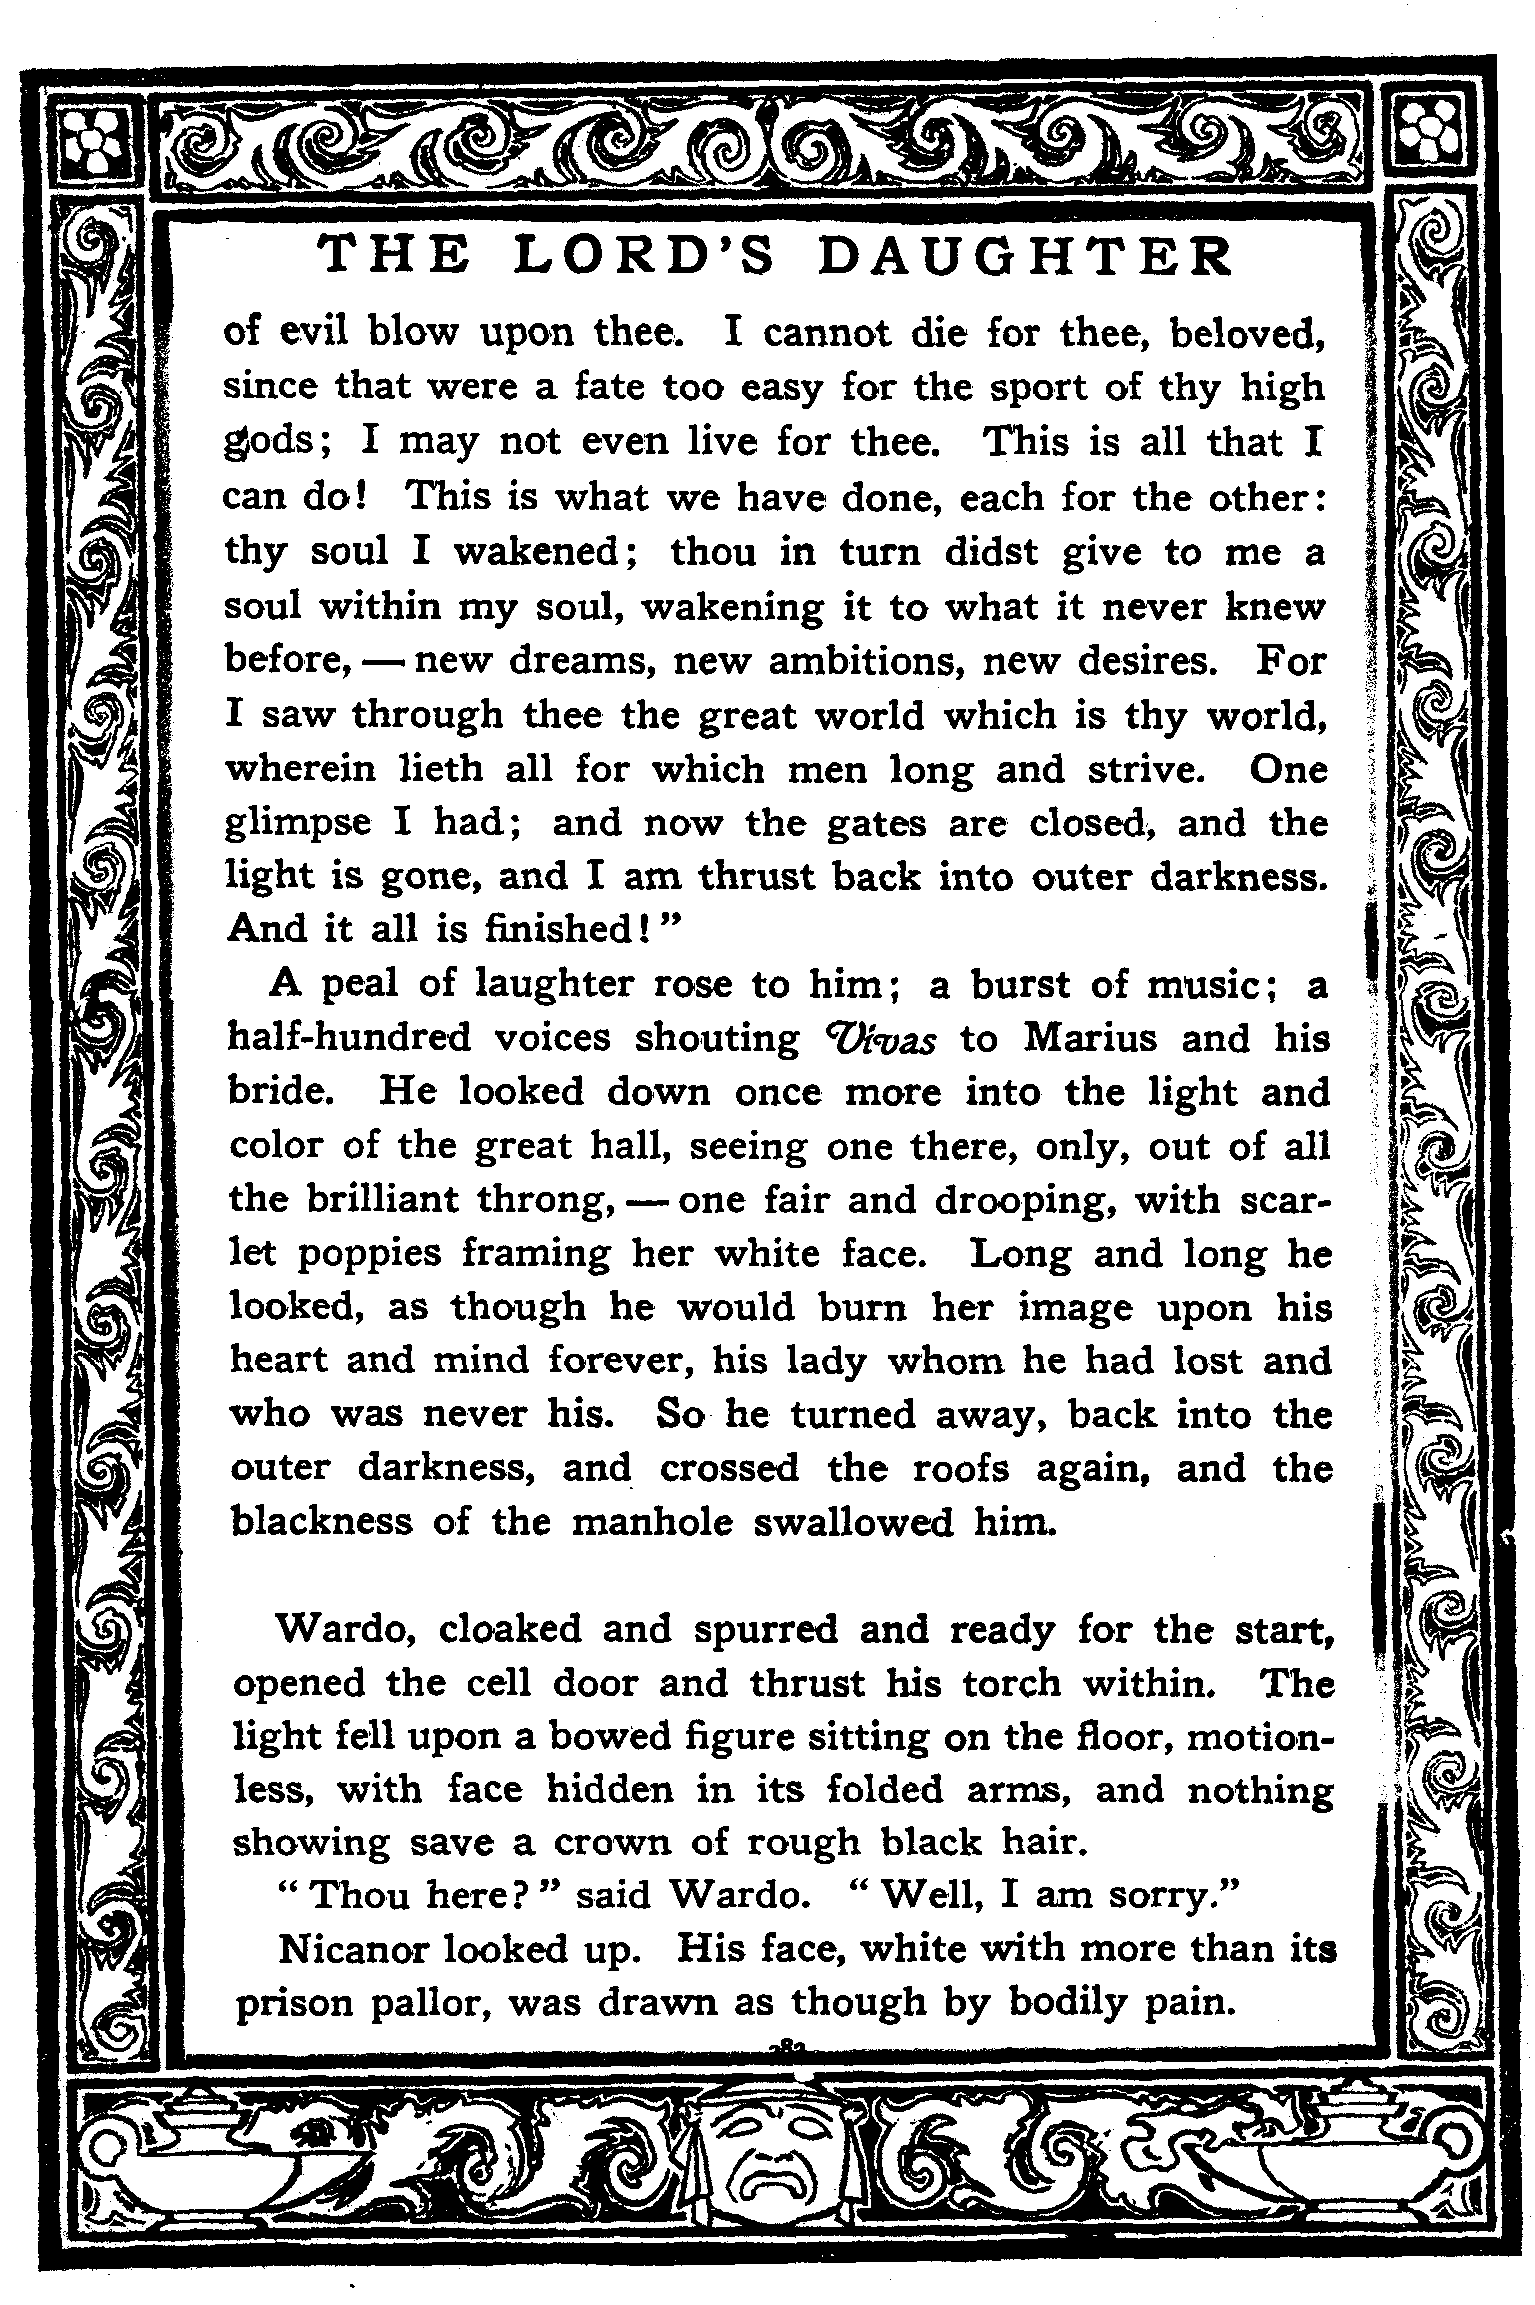 THE LORD'S DAUGHTER
of evil blow upon thee. I cannot die for thee, beloved,
since that were a fate too easy for the sport of thy high
gods; I may not even live for thee. This is all that I
can do! This is what we have done, each for the other:
thy soul I wakened; thou in turn didst give to me a
soul within my soul, wakening it to what it never knew
before, — new dreams, new ambitions, new desires. For
I saw through thee the great world which is thy world,
wherein lieth all for which men long and strive. One
glimpse I had; and now the gates are closed, and the
light is gone, and I am thrust back into outer darkness.
And it all is finished!”
A peal of laughter rose to him; a burst of music; a
half-hundred voices shouting Vivas to Marius and his
bride. He looked down once more into the light and
color of the great hall, seeing one there, only, out of all
the brilliant throng, — one fair and drooping, with scar-
let poppies framing her white face. Long and long he
looked, as though he would burn her image upon his
heart and mind forever, his lady whom he had lost and
who was never his. So he turned away, back into the
outer darkness, and crossed the roofs again, and the
blackness of the manhole swallowed him.
Wardo, cloaked and spurred and ready for the start,
opened the cell door and thrust his torch within. The
light fell upon a bowed figure sitting on the floor, motion-
less, with face hidden in its folded arms, and nothing
showing save a crown of rough black hair.
“Thou here?” said Wardo. “Well, I am sorry.”
Nicanor looked up. His face, white with more than its
prison pallor, was drawn as though by bodily pain.